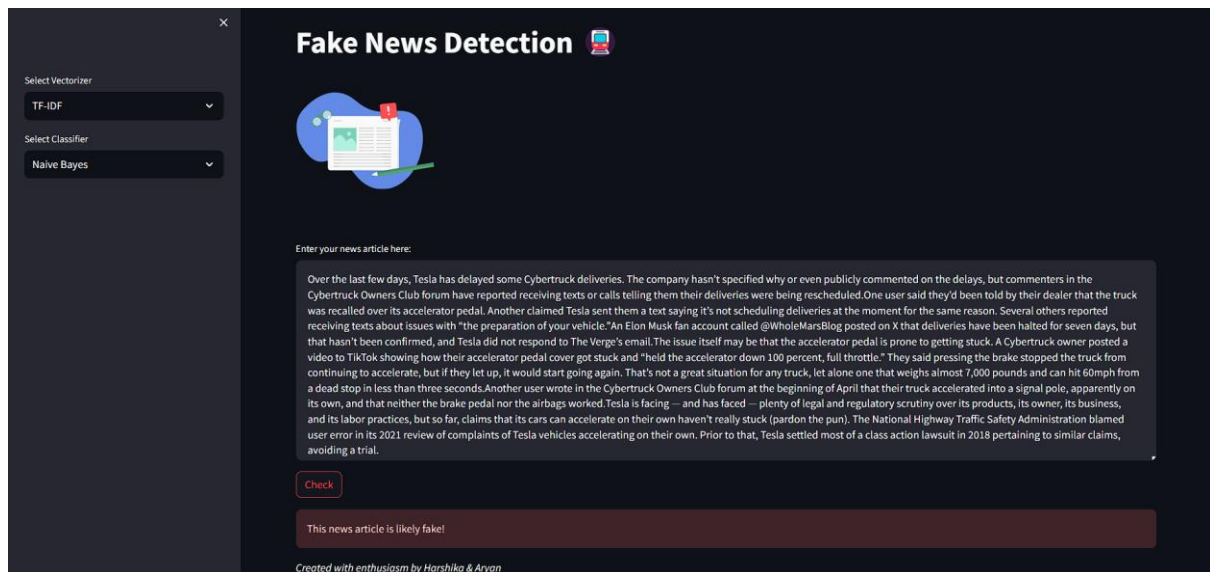 ×
Select Vectorizer
TF-IDF
Select Classifier
Naive Bayes
Fake News Detection
Enter your news article here:
Over the last few days, Tesla has delayed some Cybertruck deliveries. The company hasn't specified why or even publicly commented on the delays, but commenters in the
Cybertruck Owners Club forum have reported receiving texts or calls telling them their deliveries were being rescheduled.One user said they'd been told by their dealer that the truck
was recalled over its accelerator pedal. Another claimed Tesla sent them a text saying it's not scheduling deliveries at the moment for the same reason. Several others reported
receiving texts about issues with "the preparation of your vehicle."An Elon Musk fan account called @WholeMarsBlog posted on X that deliveries have been halted for seven days, but
that hasn't been confirmed, and Tesla did not respond to The Verge's email.The issue itself may be that the accelerator pedal is prone to getting stuck. A Cybertruck owner posted a
video to TikTok showing how their accelerator pedal cover got stuck and "held the accelerator down 100 percent, full throttle." They said pressing the brake stopped the truck from
continuing to accelerate, but if they let up, it would start going again. That's not a great situation for any truck, let alone one that weighs almost 7,000 pounds and can hit 60mph from
a dead stop in less than three seconds.Another user wrote in the Cybertruck Owners Club forum at the beginning of April that their truck accelerated into a signal pole, apparently on
its own, and that neither the brake pedal nor the airbags worked.Tesla is facing — and has faced — plenty of legal and regulatory scrutiny over its products, its owner, its business,
and its labor practices, but so far, claims that its cars can accelerate on their own haven't really stuck (pardon the pun). The National Highway Traffic Safety Administration blamed
user error in its 2021 review of complaints of Tesla vehicles accelerating on their own. Prior to that, Tesla settled most of a class action lawsuit in 2018 pertaining to similar claims,
avoiding a trial.
Check
This news article is likely fake!
Created with enthusiasm by Harshika & Aryan